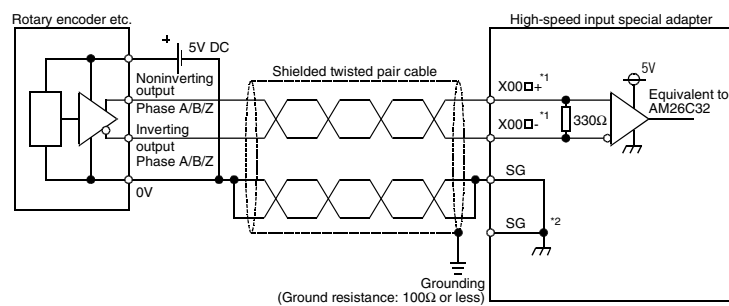 Rotary encoder etc.
High-speed input special adapter
+
5V DC
Noninverting
output
Phase A/B/Z
Inverting
output
Phase A/B/Z
0V
Shielded twisted pair cable
X00□+*1
X00□-*1
330Ω
5V
Equivalent to
AM26C32
SG
SG
*2
Grounding
(Ground resistance: 100Ω or less)